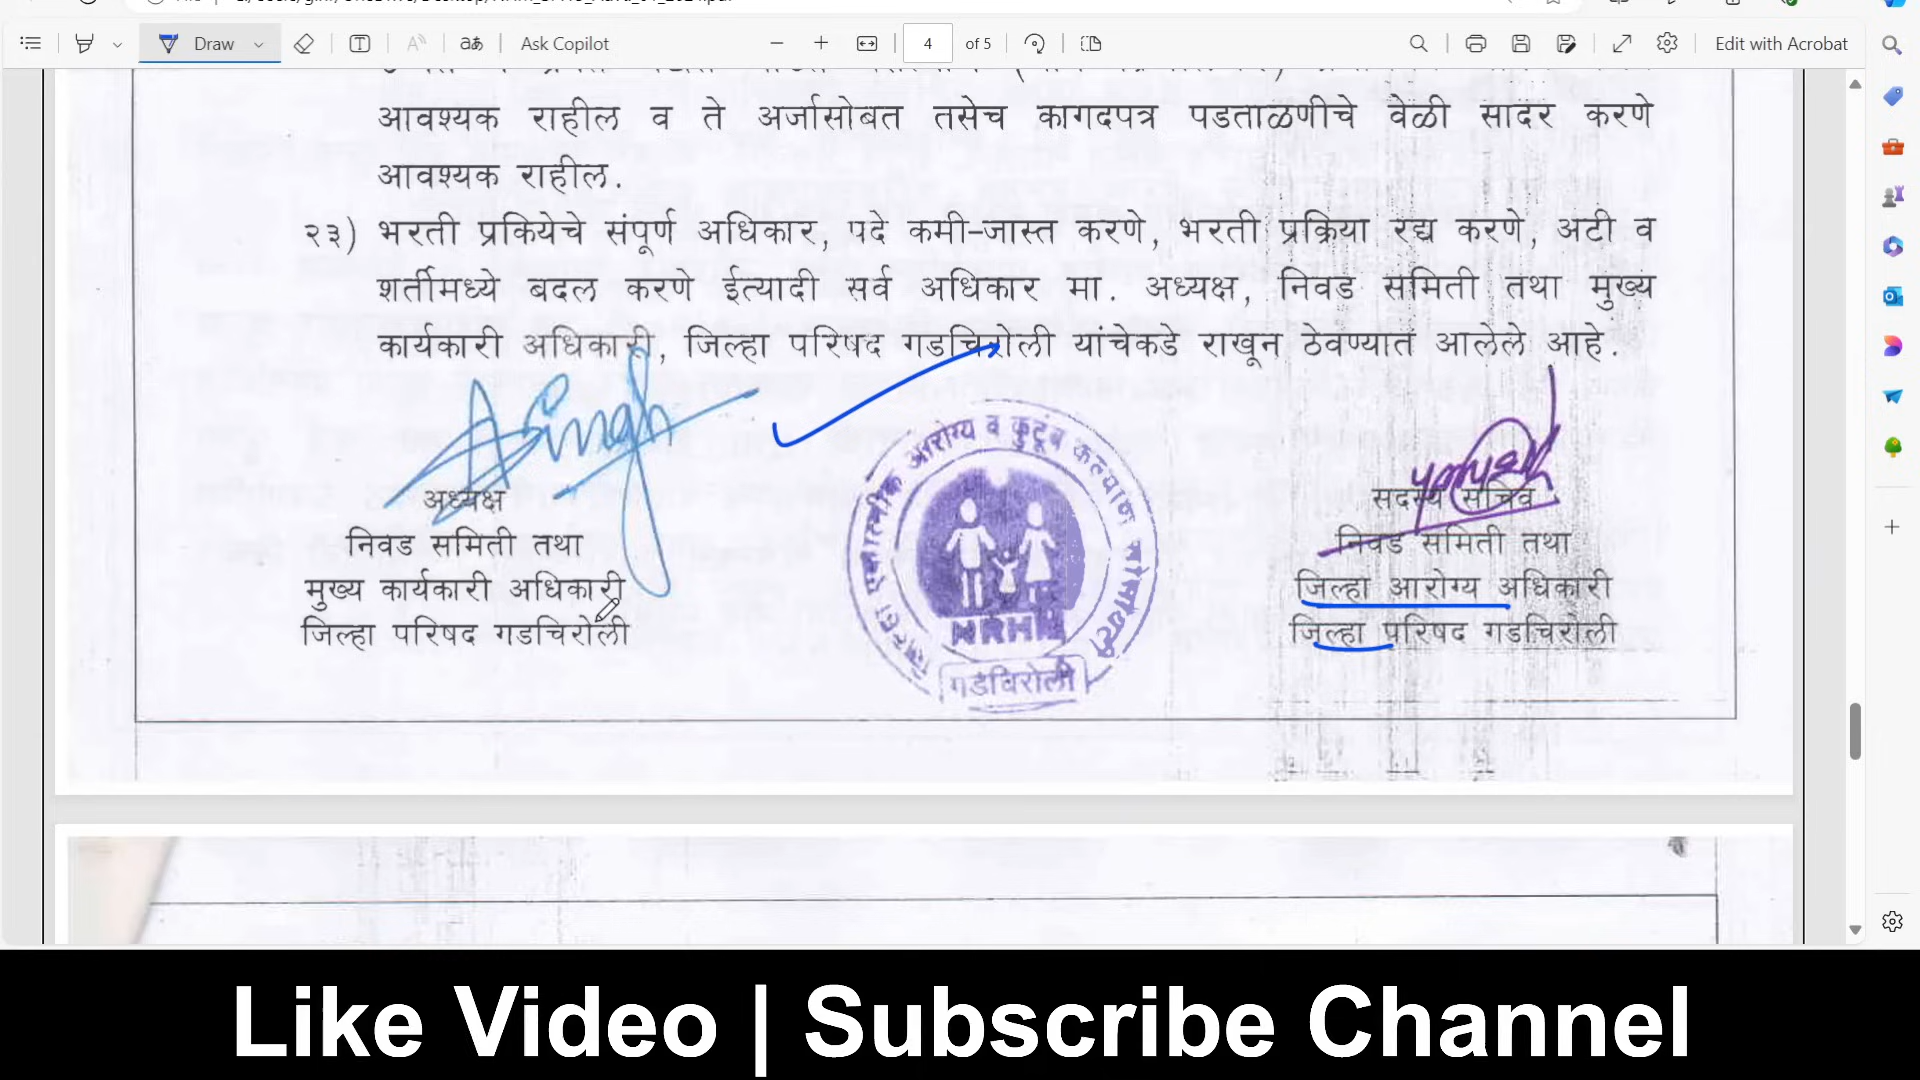 Draw
Ask Copilot
4 of 5
Edit with Acrobat
आवश्यक राहील व ते अर्जासोबत तसेच कागदपत्र पडताळणीचे वेळी सादर करणे
आवश्यक राहील.
२३) भरती प्रकियेचे संपूर्ण अधिकार, पदे कमी-जास्त करणे, भरती प्रक्रिया रद्य करणे, अटी व
शर्तीमध्ये बदल करणे ईत्यादी सर्व अधिकार मा. अध्यक्ष, निवड समिती तथा मुख्य
कार्यकारी अधिकारी, जिल्हा परिषद गडचिरोली यांचेकडे राखून ठेवण्यात आलेले आहे.
अध्यक्ष
निवड समिती तथा
मुख्य कार्यकारी अधिकारी
जिल्हा परिषद गडचिरोली
एकात्मीक आरोग्य व कुटूंब कल्याण सोसायटी
NRHM
गडचिरोली
सदस्य सचिव
निवड समिती तथा
जिल्हा आरोग्य अधिकारी
जिल्हा परिषद गडचिरोली
Like Video | Subscribe Channel